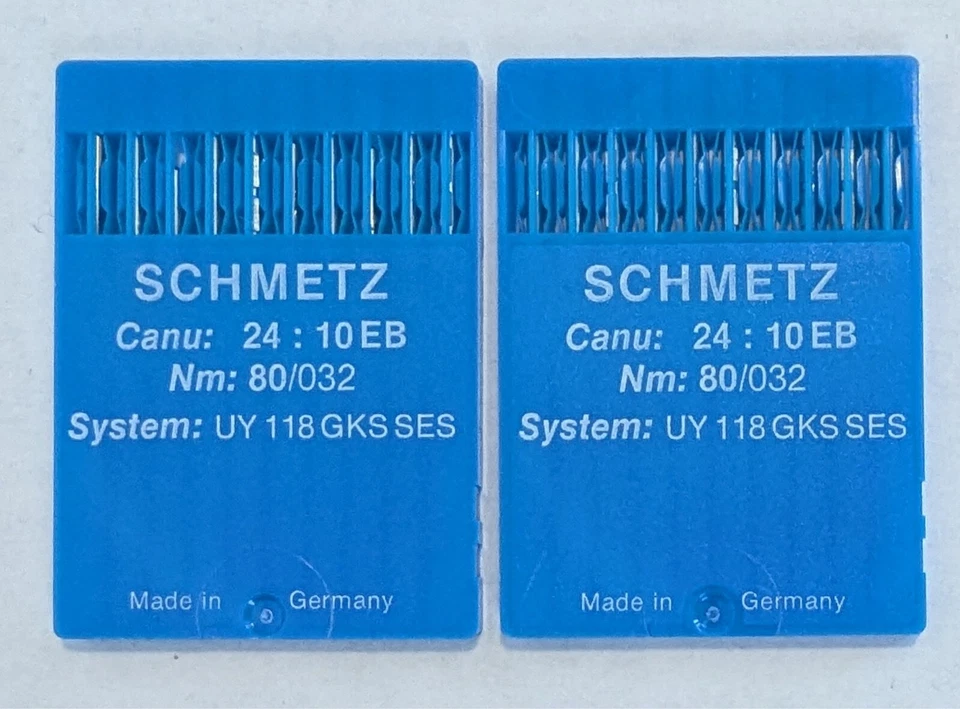 SCHMETZ
Canu: 24 : 10 EB
Nm: 80/032
System: UY 118 GKS SES
Made in Germany
SCHMETZ
Canu: 24 : 10 EB
Nm: 80/032
System: UY 118 GKS SES
Made in Germany